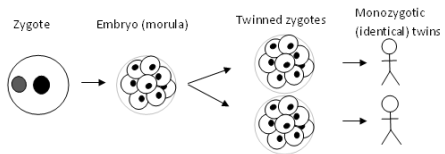 Zygote
Embryo (morula)
Twinned zygotes
Monozygotic
(identical) twins